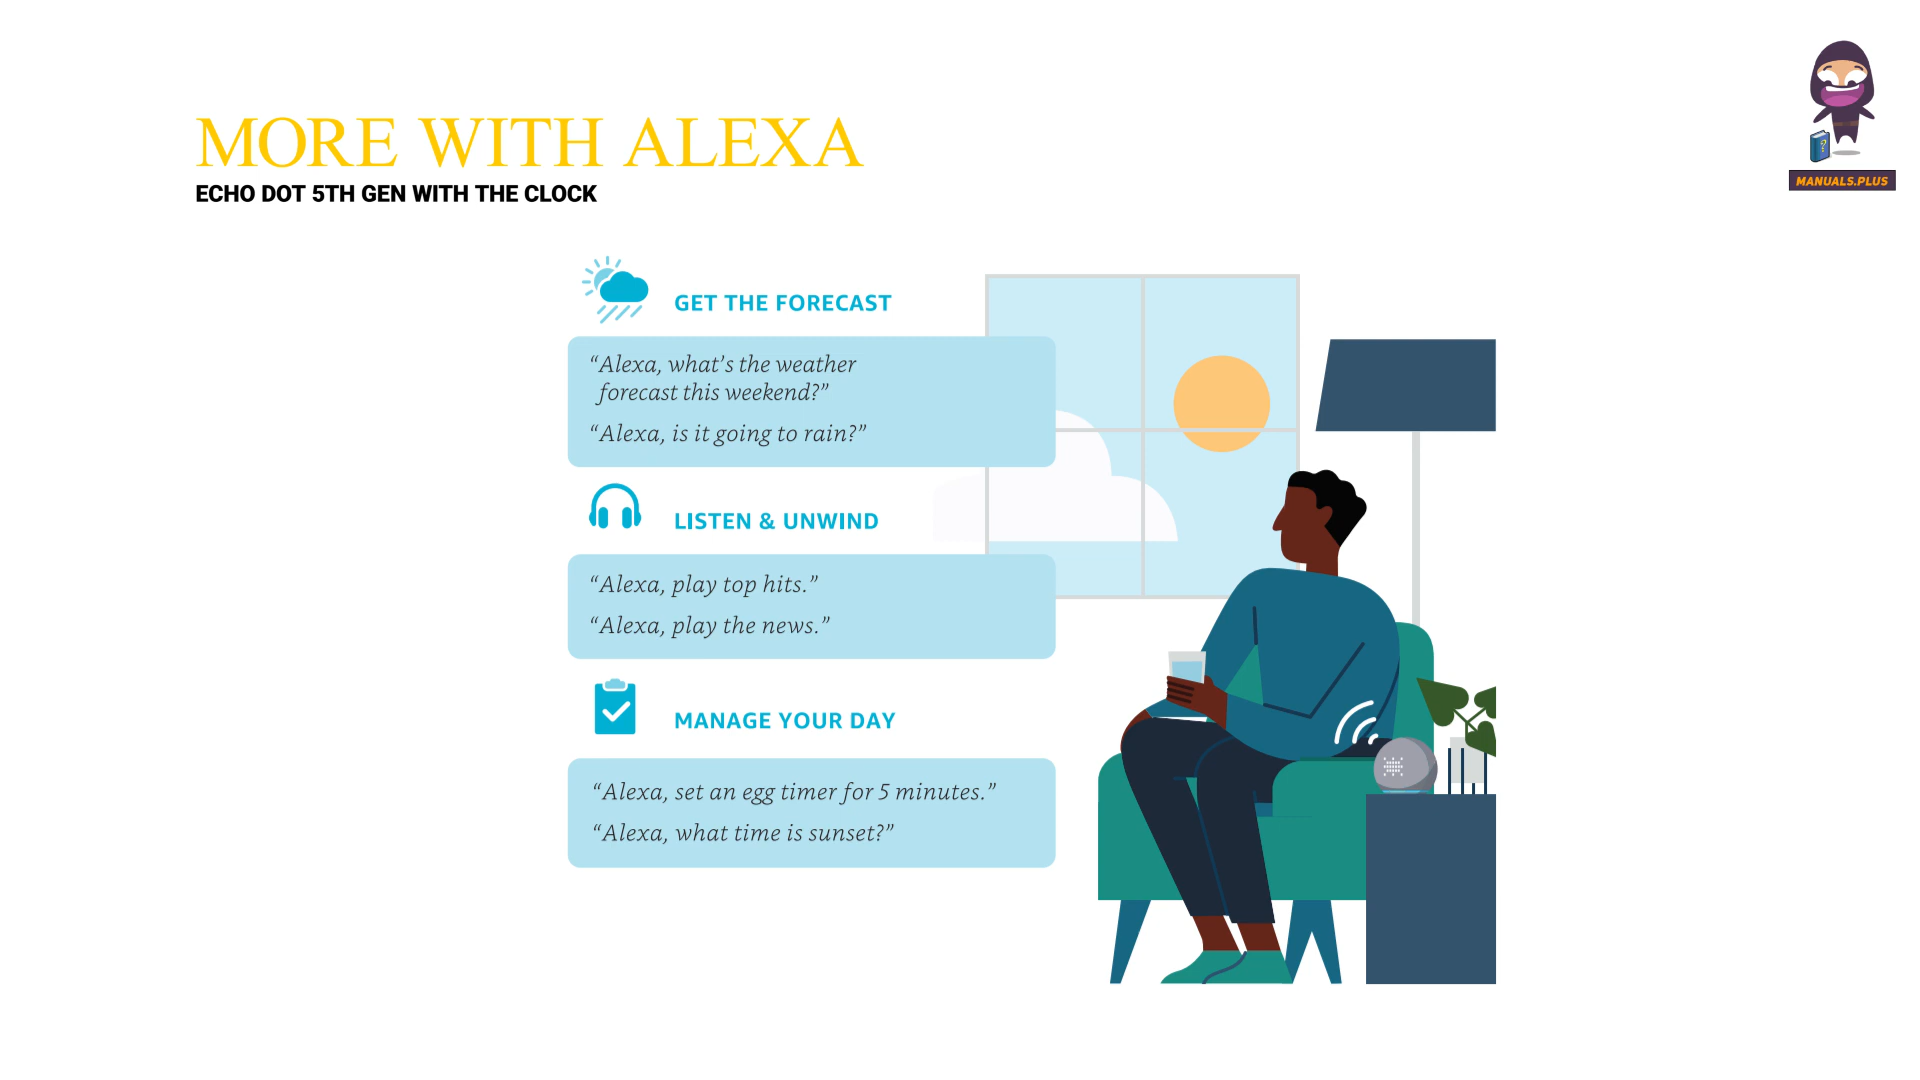 MORE WITH ALEXA
ECHO DOT 5TH GEN WITH THE CLOCK
MANUALS.PLUS
GET THE FORECAST
“Alexa, what’s the weather
forecast this weekend?”
“Alexa, is it going to rain?”
LISTEN & UNWIND
“Alexa, play top hits.”
“Alexa, play the news.”
MANAGE YOUR DAY
“Alexa, set an egg timer for 5 minutes.”
“Alexa, what time is sunset?”